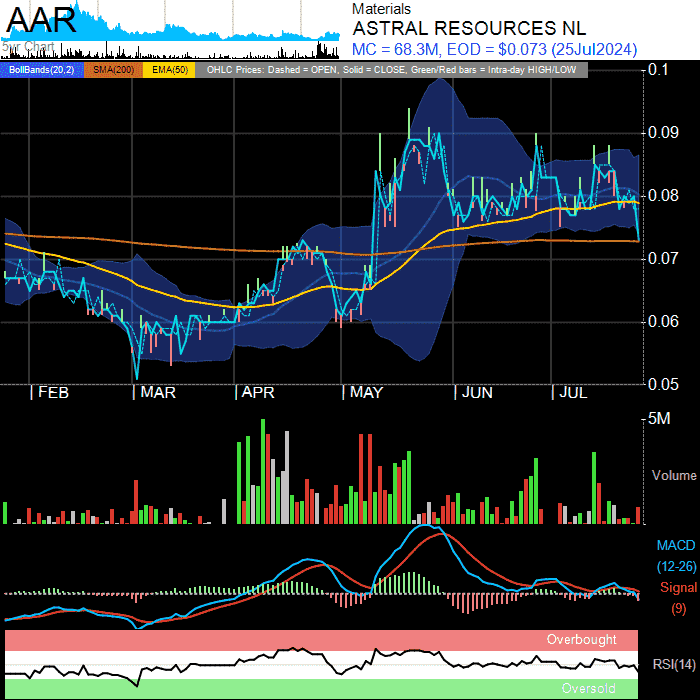 AAR
5yr Chart
Materials
ASTRAL RESOURCES NL
MC = 68.3M, EOD = $0.073 (25Jul2024)
BollBands(20,2) SMA(200) EMA(50) OHLC Prices: Dashed = OPEN, Solid = CLOSE, Green/Red bars = Intra-day HIGH/LOW
0.1
0.09
0.08
0.07
0.06
0.05
| FEB | MAR | APR | MAY | JUN | JUL
5M
Volume
MACD
(12-26)
Signal
(9)
Overbought
RSI(14)
Oversold